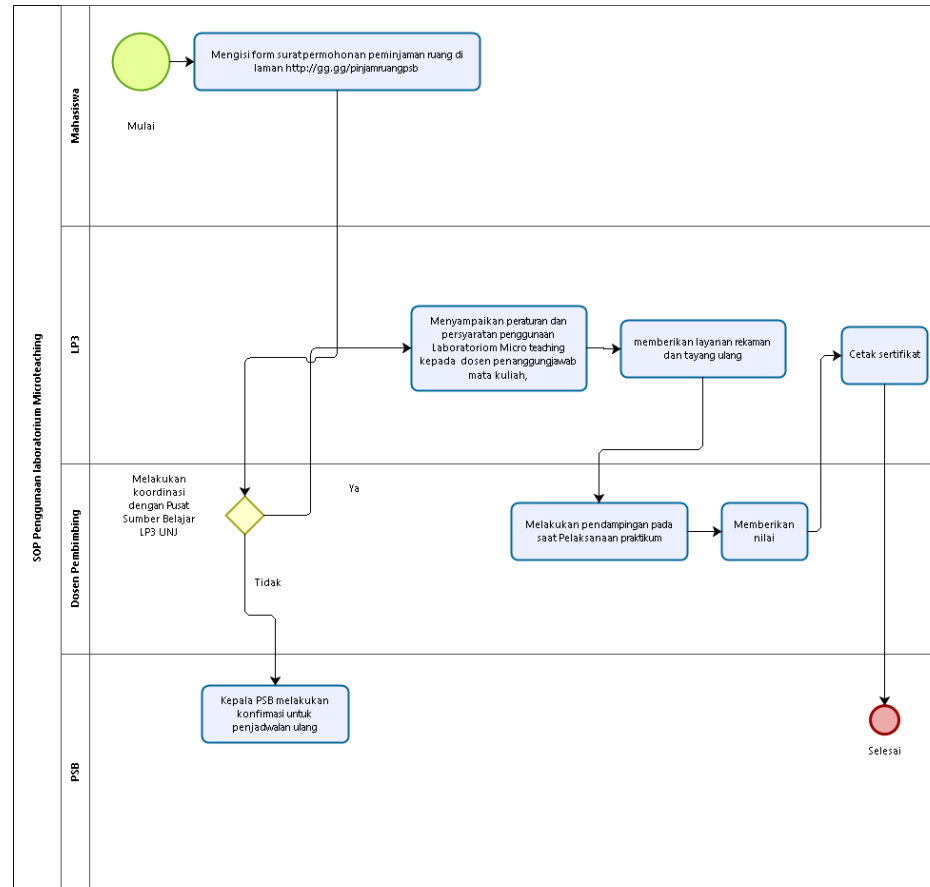 SOP Penggunaan laboratorium Microteaching
Mahasiswa
Mulai
Mengisi form surat permohonan peminjaman ruang di
laman http://gg.gg/pinjamruangpsb
LP3
Menyampaikan peraturan dan
persyaratan penggunaan
Laboratoriom Micro teaching
kepada dosen penanggungjawab
mata kuliah,
memberikan layanan rekaman
dan tayang ulang
Cetak sertifikat
Dosen Pembimbing
Melakukan
koordinasi
dengan Pusat
Sumber Belajar
LP3 UNJ
Ya
Tidak
Melakukan pendampingan pada
saat Pelaksanaan praktikum
Memberikan
nilai
PSB
Kepala PSB melakukan
konfirmasi untuk
penjadwalan ulang
Selesai